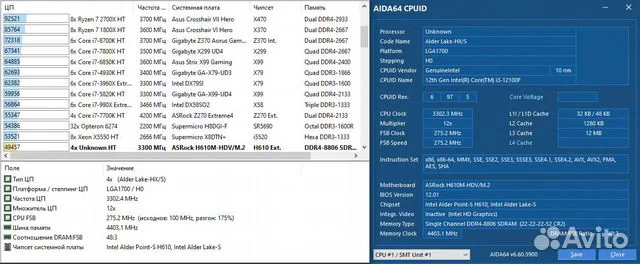 ЦП Частота ЦП Системная плата Чипсет Память
92521 8x Ryzen 7 2700X HT 3700 МГц Asus Crosshair VII Hero X470 Dual DDR4-2933
85764 8x Ryzen 7 1800X HT 3600 МГц Asus Crosshair VI Hero X370 Dual DDR4-2667
72318 6x Core i7-8700K HT 3700 МГц Gigabyte Z370 Aorus Gami... Z370 Int. Dual DDR4-2667
67487 6x Core i7-7800X HT 3500 МГц Gigabyte X299 UD4 X299 Quad DDR4-2667
64885 6x Core i7-6850K HT 3600 МГц Asus Strix X99 Gaming X99 Quad DDR4-2400
62693 6x Core i7-4930K HT 3400 МГц Gigabyte GA-X79-UD3 X79 Quad DDR3-1866
62382 6x Core i7-3960X Extre... 3300 МГц Intel DX79SI X79 Quad DDR3-1600
59956 6x Core i7-5820K HT 3300 МГц Gigabyte GA-X99-UD4 X99 Quad DDR4-2133
56864 6x Core i7-990X Extre... 3466 МГц Intel DX58SO2 X58 Triple DDR3-1333
55847 4x Core i7-7700K HT 4200 МГц ASRock Z270 Extreme4 Z270 Ext. Dual DDR4-2133
54787 32x Opteron 6274 2200 МГц Supermicro H8DGI-F SR5690 Dual DDR3-1600R
53521 8x Xeon X5550 HT 2666 МГц Supermicro X8DTN+ i5520 Triple DDR3-1333
49457 4x Unknown HT 3300 МГц ASRock H610M-HDV/M.2 H610 Ext. DDR4-8806 SDR...
Поле Значение
Тип ЦП 4x (Alder Lake-HX/S)
Платформа / степпинг ЦП LGA1700 / H0
Частота ЦП 3302.4 МГц
Множитель ЦП 12x
CPU FSB 275.2 МГц (исходное: 100 МГц, разгон: 175%)
Шина памяти 4403.1 МГц
Соотношение DRAM:FSB 48:3
Чипсет системной платы Intel Alder Point-S H610, Intel Alder Lake-S
AIDA64 CPUID
Processor Unknown
Code Name Alder Lake-HX/S
Platform LGA1700
Stepping H0
CPUID Vendor GenuineIntel 10 nm
CPUID Name 12th Gen Intel(R) Core(TM) i3-12100F
CPUID Rev. 6 97 5 Core Voltage
CPU Clock 3302.3 MHz L1I / L1D Cache 32 KB / 48 KB
Multiplier 12x L2 Cache 1280 KB
FSB Clock 275.2 MHz L3 Cache 12 MB
FSB Speed 275.2 MHz L4 Cache
Instruction Set x86, x86-64, MMX, SSE, SSE2, SSE3, SSSE3, SSE4.1, SSE4.2, AVX, AVX2, FMA,
AES, SHA
Motherboard ASRock H610M-HDV/M.2
BIOS Version 12.01
Chipset Intel Alder Point-S H610, Intel Alder Lake-S
Integr. Video Inactive (Intel HD Graphics)
Memory Type Single Channel DDR4-8806 SDRAM (22-22-22-52 CR2)
Memory Clock 4403.1 MHz DRAM:FSB Ratio 48:3
CPU #1 / SMT Unit #1 AIDA64 v6.60.5900 Save Close
Avito